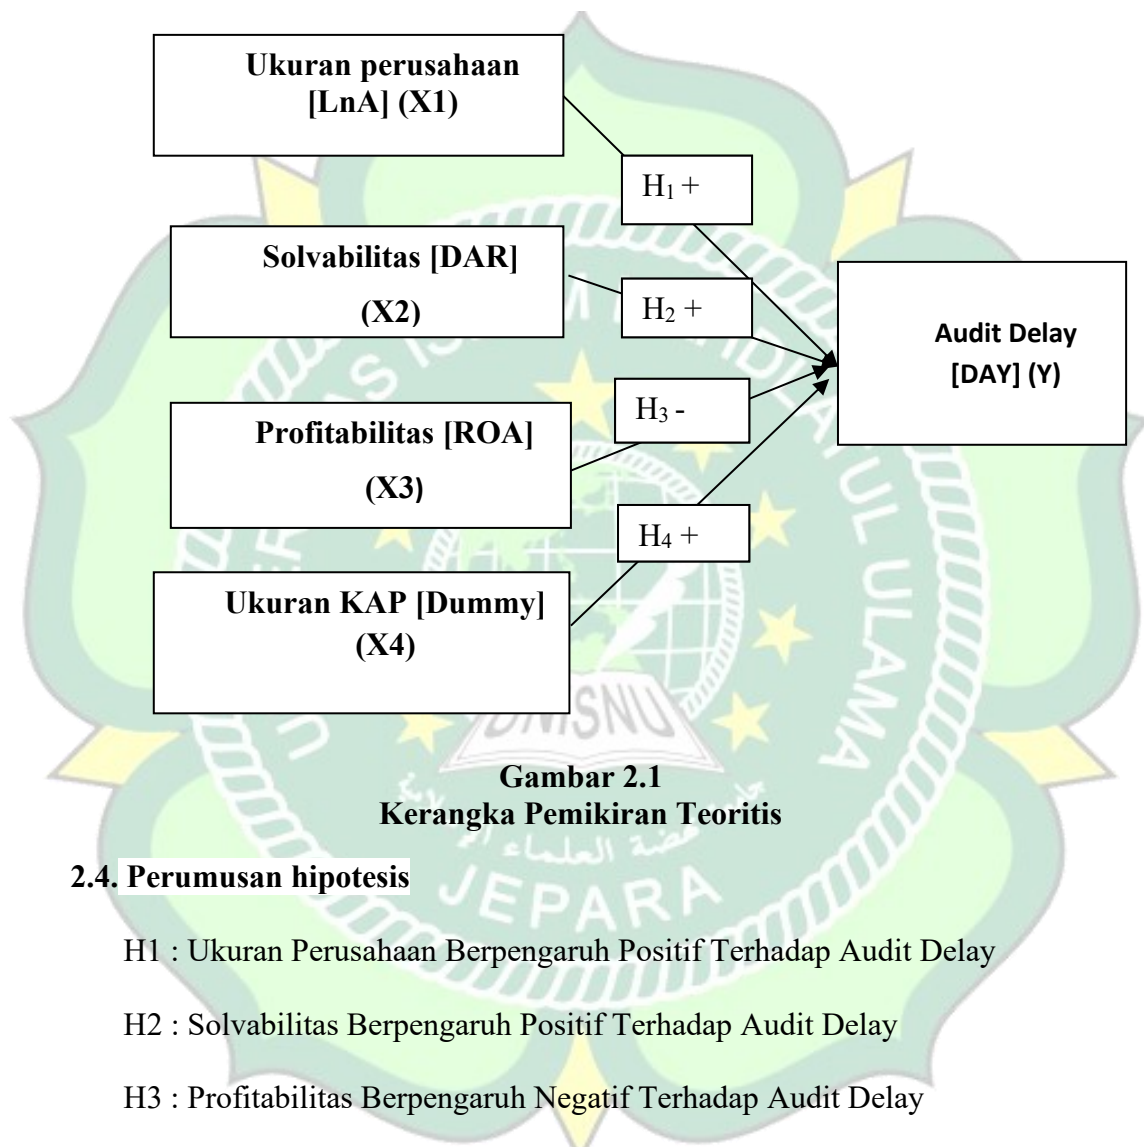 Ukuran perusahaan
[LnA] (X1)
H1 +
Solvabilitas [DAR]
(X2)
H2 +
Audit Delay
[DAY] (Y)
Profitabilitas [ROA]
(X3)
H3 -
H4 +
Ukuran KAP [Dummy]
(X4)
UNISNU
JEPARA
Gambar 2.1
Kerangka Pemikiran Teoritis
2.4. Perumusan hipotesis
H1 : Ukuran Perusahaan Berpengaruh Positif Terhadap Audit Delay
H2 : Solvabilitas Berpengaruh Positif Terhadap Audit Delay
H3 : Profitabilitas Berpengaruh Negatif Terhadap Audit Delay